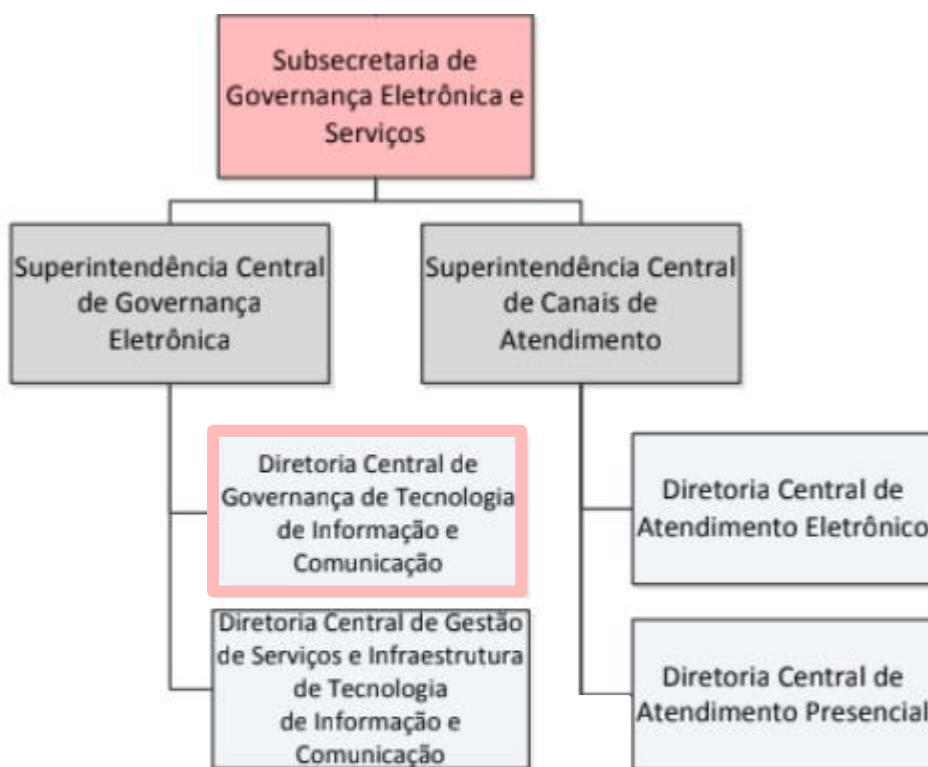 Subsecretaria de
Governança Eletrônica e
Serviços
Superintendência Central
de Governança
Eletrônica
Superintendência Central
de Canais de
Atendimento
Diretoria Central de
Governança de Tecnologia
de Informação e
Comunicação
Diretoria Central de Gestão
de Serviços e Infraestrutura
de Tecnologia
de Informação e
Comunicação
Diretoria Central de
Atendimento Eletrônico
Diretoria Central de
Atendimento Presencial